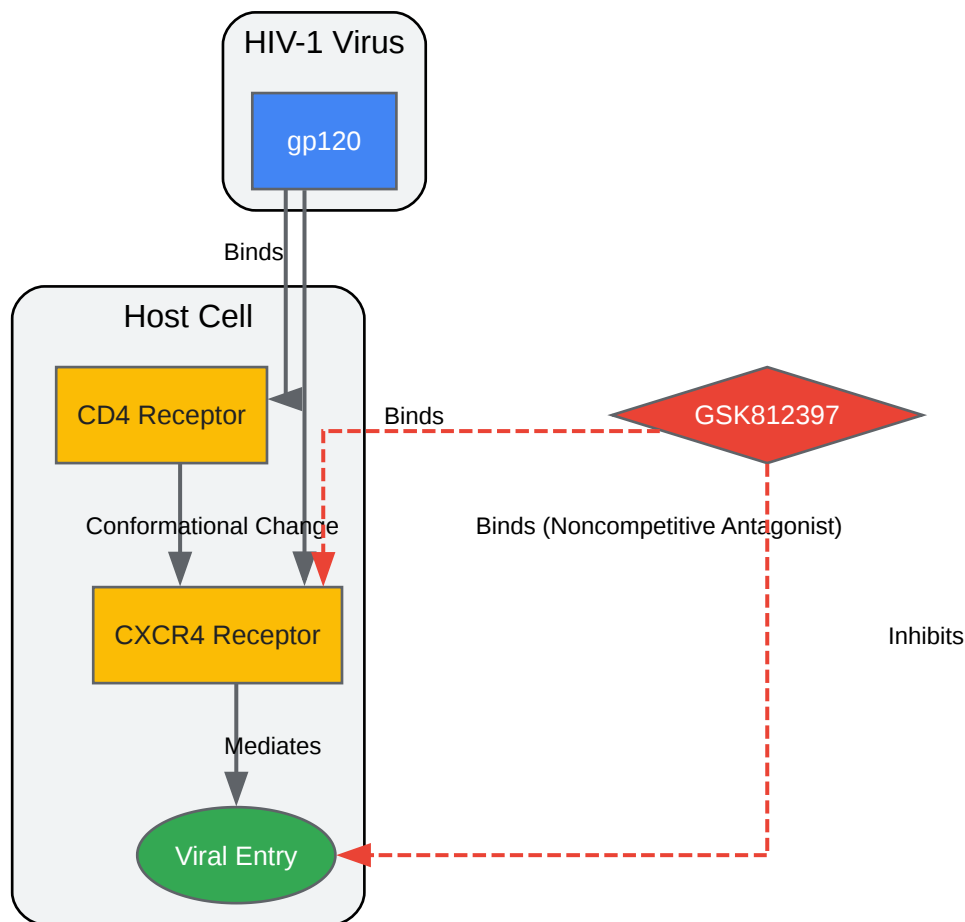 HIV-1 Virus
gp120
Binds
Host Cell
CD4 Receptor
Binds
GSK812397
Conformational Change
Binds (Noncompetitive Antagonist)
CXCR4 Receptor
Inhibits
Mediates
Viral Entry